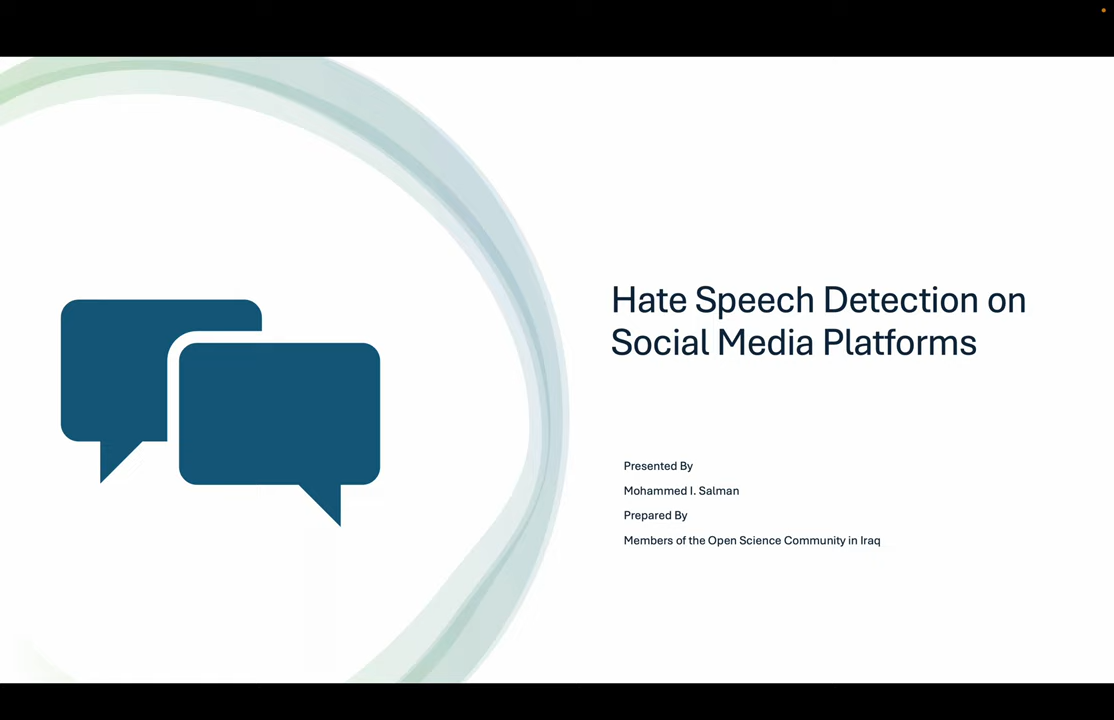 Hate Speech Detection on
Social Media Platforms
Presented By
Mohammed I. Salman
Prepared By
Members of the Open Science Community in Iraq